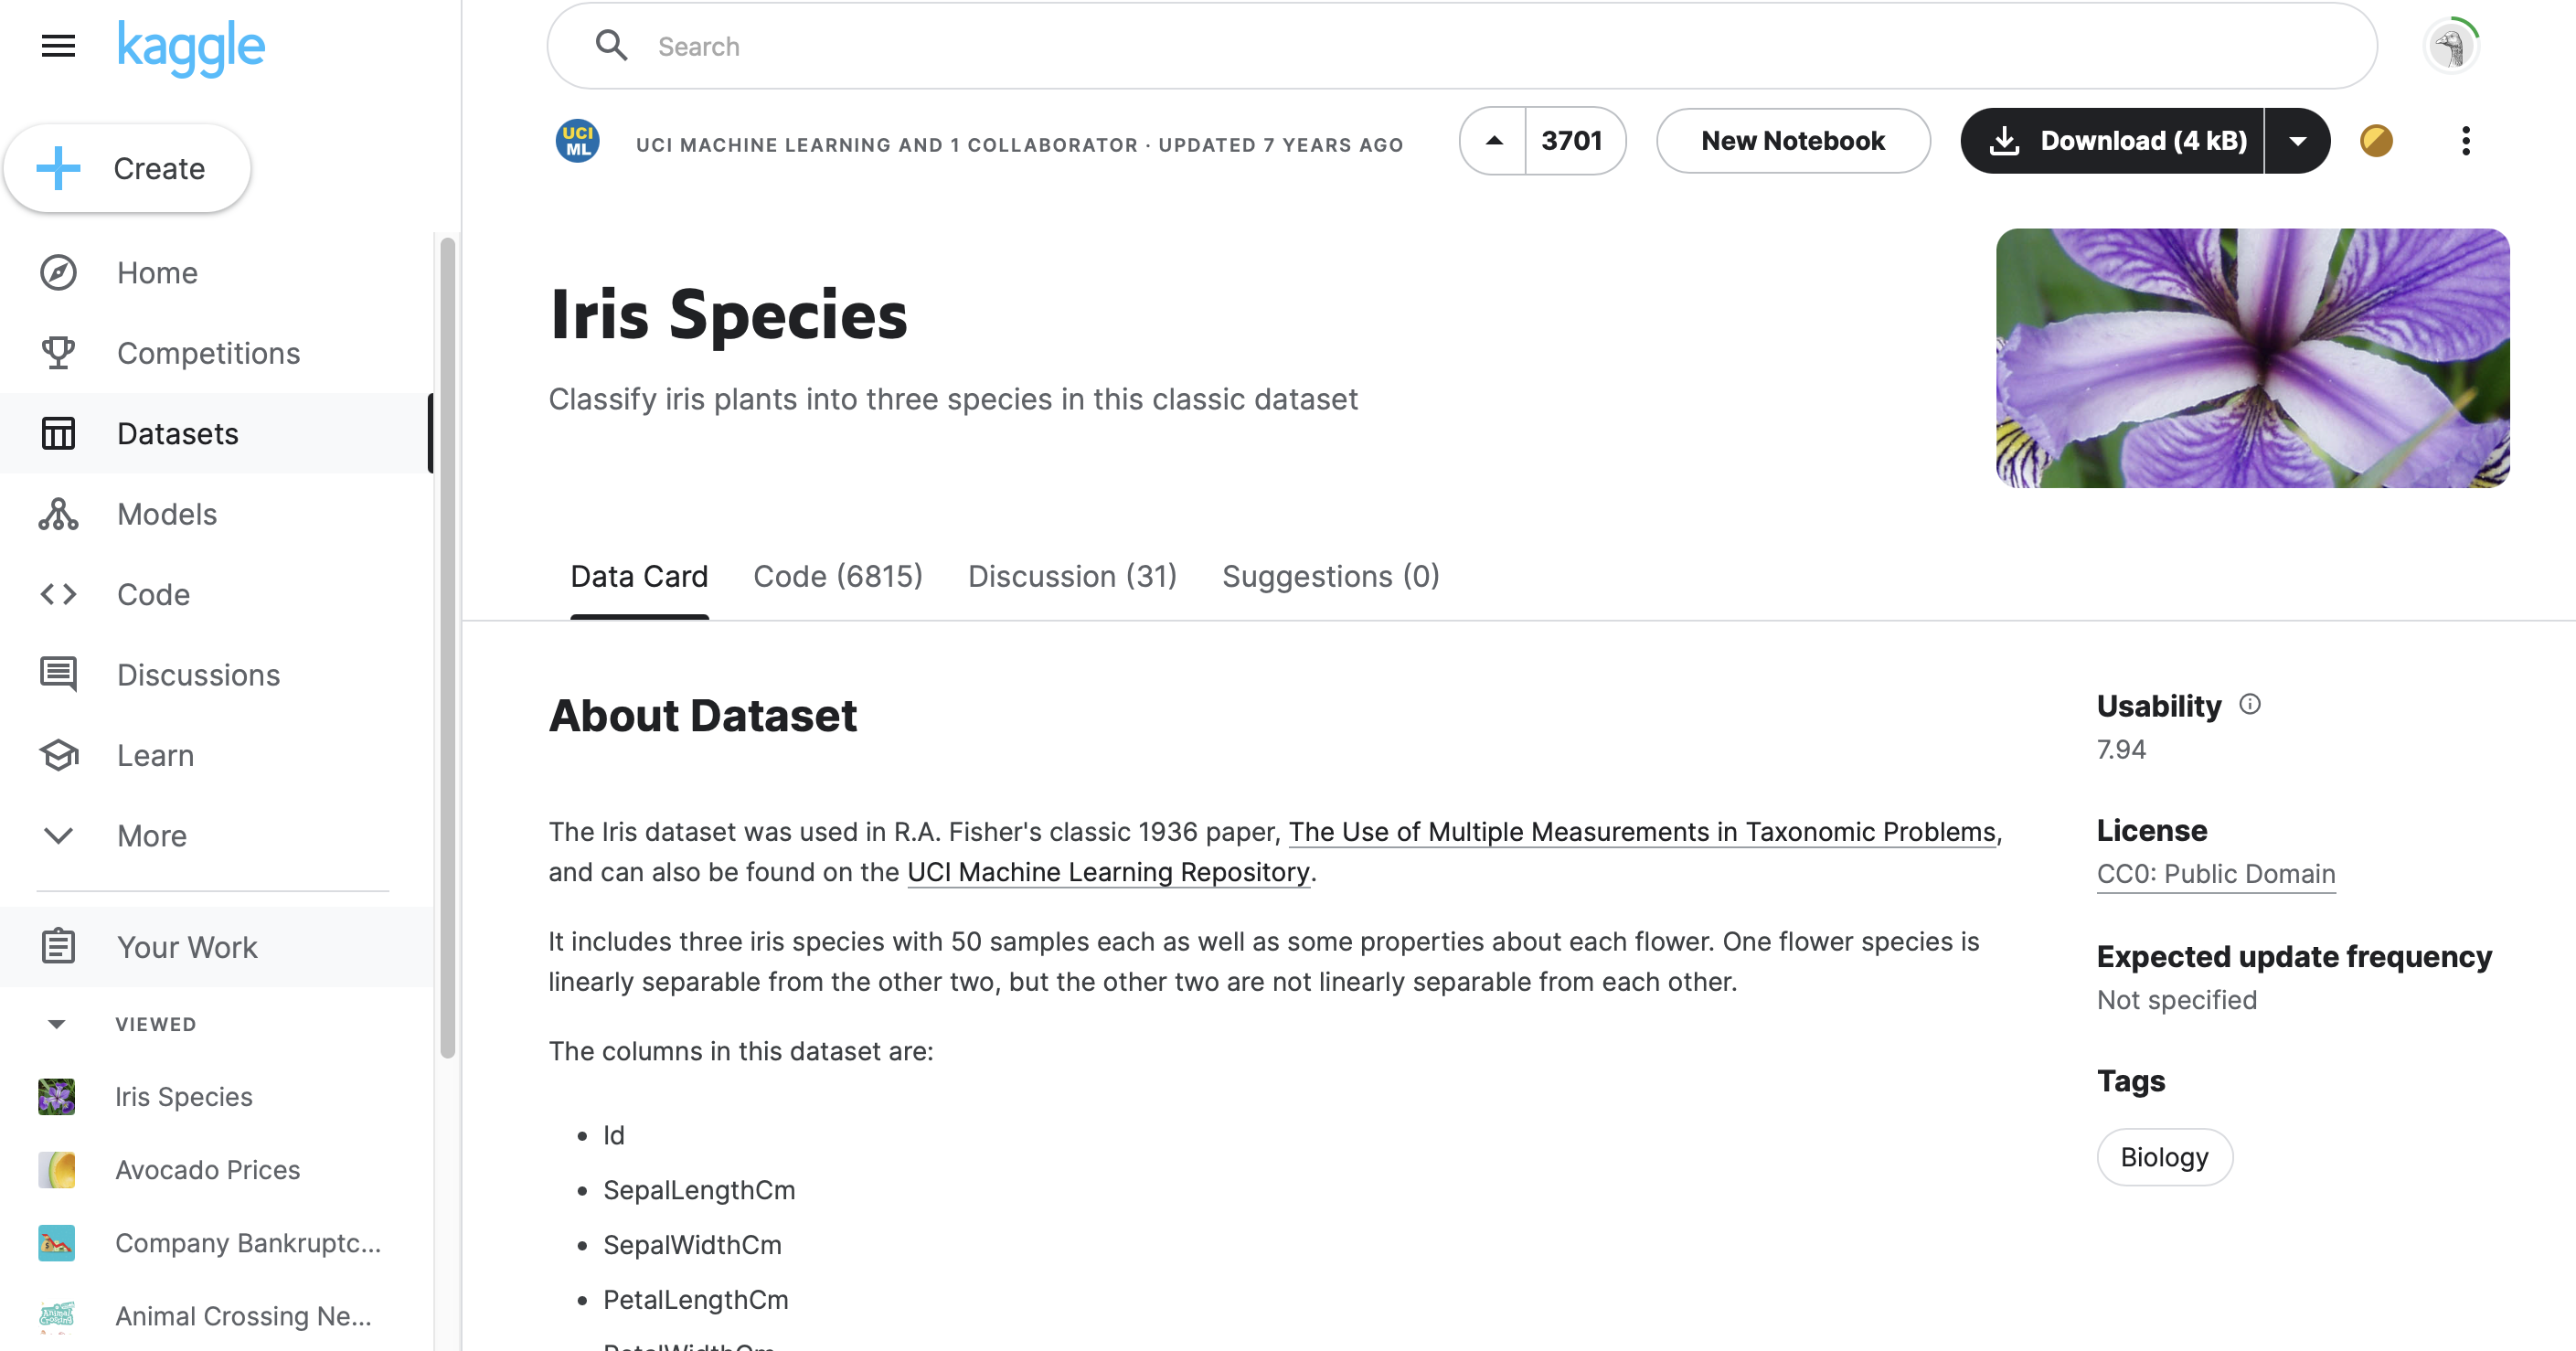 kaggle
Search
Create
Home
Competitions
Datasets
Models
Code
Discussions
Learn
More
Your Work
VIEWED
Iris Species
Avocado Prices
Company Bankruptc...
Animal Crossing Ne...
UCI ML
UCI MACHINE LEARNING AND 1 COLLABORATOR · UPDATED 7 YEARS AGO
3701
New Notebook
Download (4 kB)
Iris Species
Classify iris plants into three species in this classic dataset
Data Card
Code (6815)
Discussion (31)
Suggestions (0)
About Dataset
The Iris dataset was used in R.A. Fisher's classic 1936 paper, The Use of Multiple Measurements in Taxonomic Problems,
and can also be found on the UCI Machine Learning Repository.
It includes three iris species with 50 samples each as well as some properties about each flower. One flower species is
linearly separable from the other two, but the other two are not linearly separable from each other.
The columns in this dataset are:
Id
SepalLengthCm
SepalWidthCm
PetalLengthCm
PetalWidthCm
Usability
7.94
License
CC0: Public Domain
Expected update frequency
Not specified
Tags
Biology